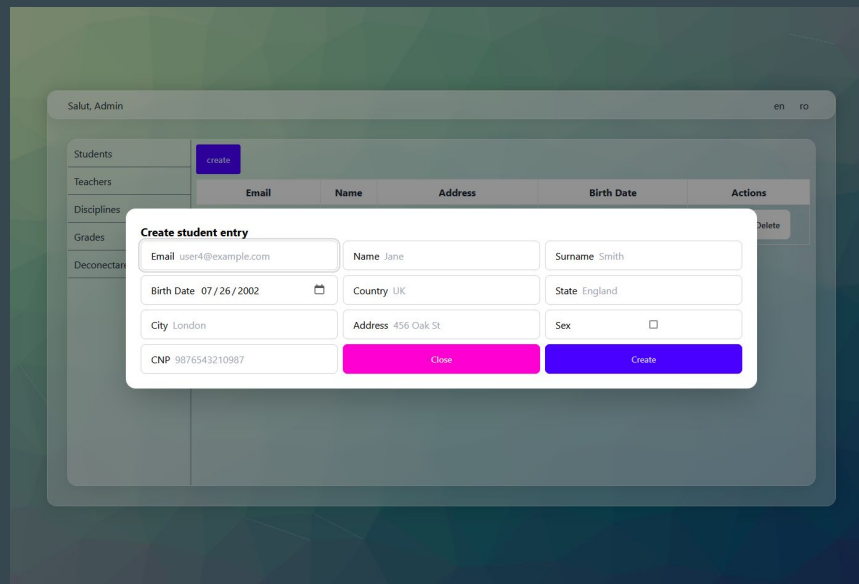 Salut, Admin en ro
Students
create
Teachers
Email Name Address Birth Date Actions
Disciplines
Delete
Grades
Deconectare
Create student entry
Email user4@example.com Name Jane Surname Smith
Birth Date 07/26/2002 Country UK State England
City London Address 456 Oak St Sex
CNP 9876543210987 Close Create